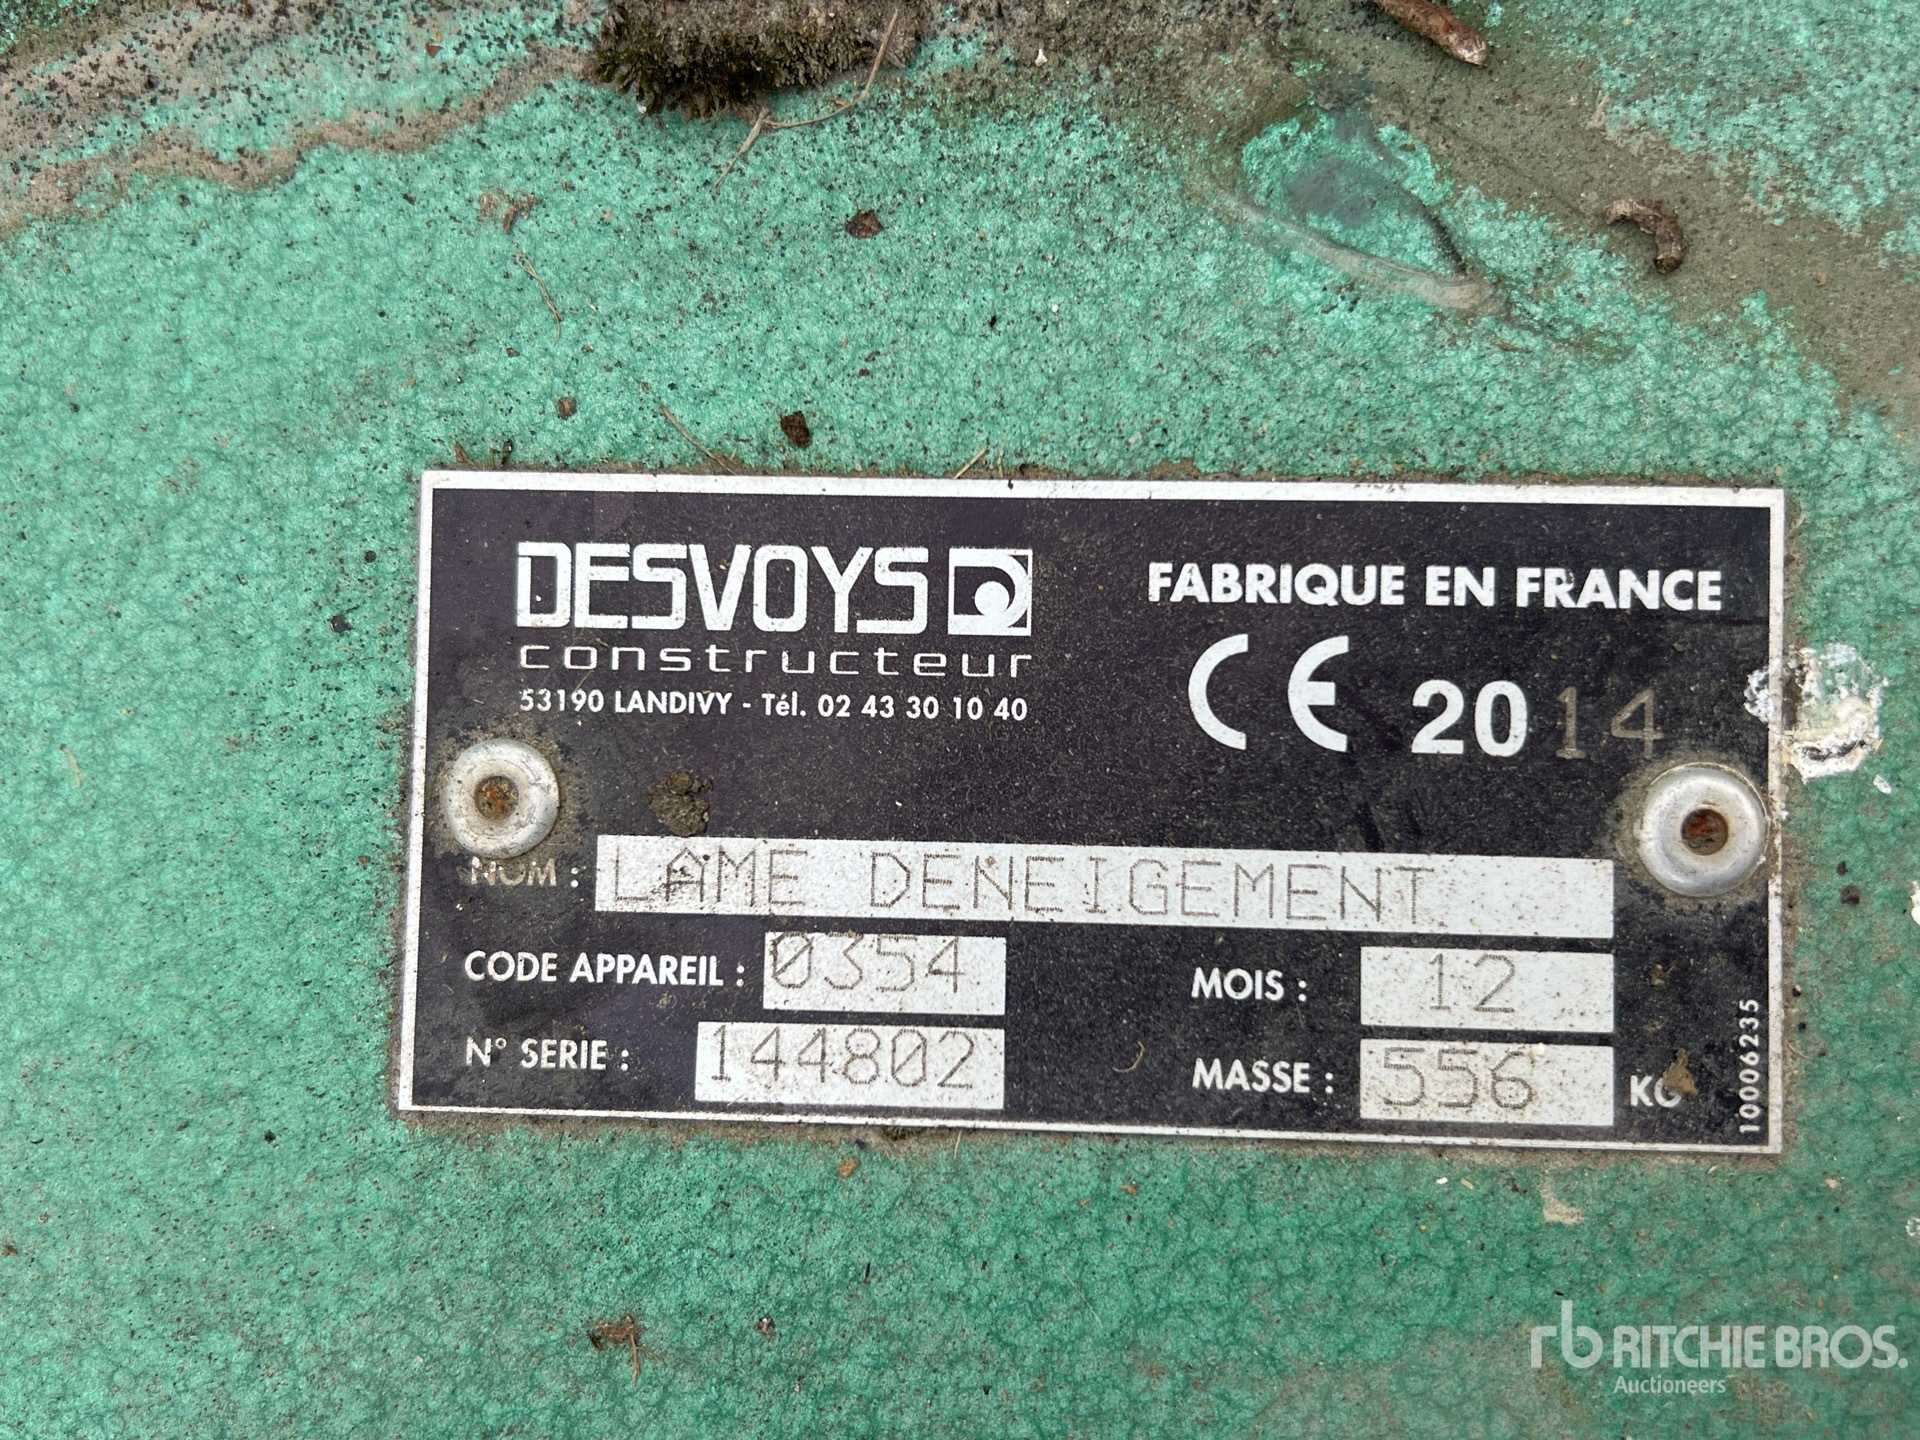 DESVOYS
constructeur
53190 LANDIVY - Tél. 02 43 30 10 40
FABRIQUE EN FRANCE
CE 2014
NOM : LAME DENEIGEMENT
CODE APPAREIL : 0354
MOIS : 12
N° SERIE : 144802
MASSE : 556 KG
10006235
rb RITCHIE BROS.
Auctioneers